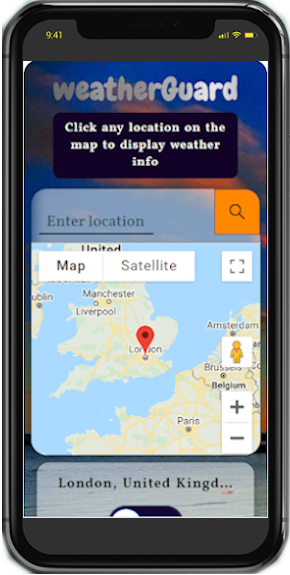 9:41
weatherGuard
Click any location on the
map to display weather
info
Enter location
United
Map Satellite
ublin
Manchester
Liverpool
Amsterdam
London
Brussels
Belgium
Paris
London, United Kingd...